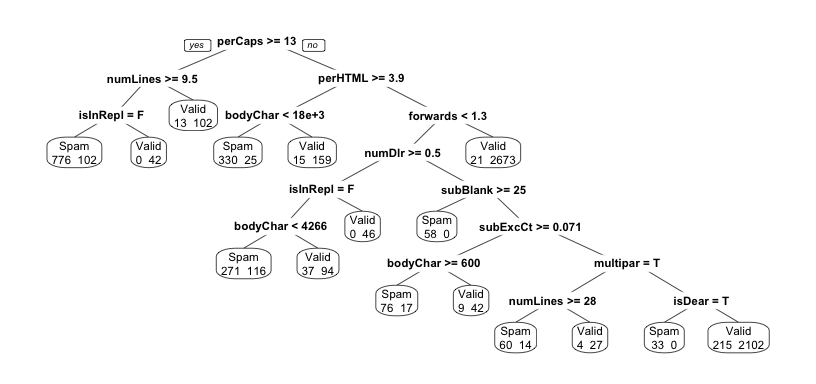 yes perCaps >= 13 no
numLines >= 9.5 perHTML >= 3.9
isInRepl = F Valid bodyChar < 18e+3 forwards < 1.3
13 102
Spam Valid Spam Valid numDlr >= 0.5 Valid
776 102 0 42 330 25 15 159 21 2673
isInRepl = F subBlank >= 25
bodyChar < 4266 Valid Spam subExcCt >= 0.071
0 46 58 0
Spam Valid bodyChar >= 600 multipar = T
271 116 37 94
Spam Valid numLines >= 28 isDear = T
76 17 9 42
Spam Valid Spam Valid
60 14 4 27 33 0 215 2102